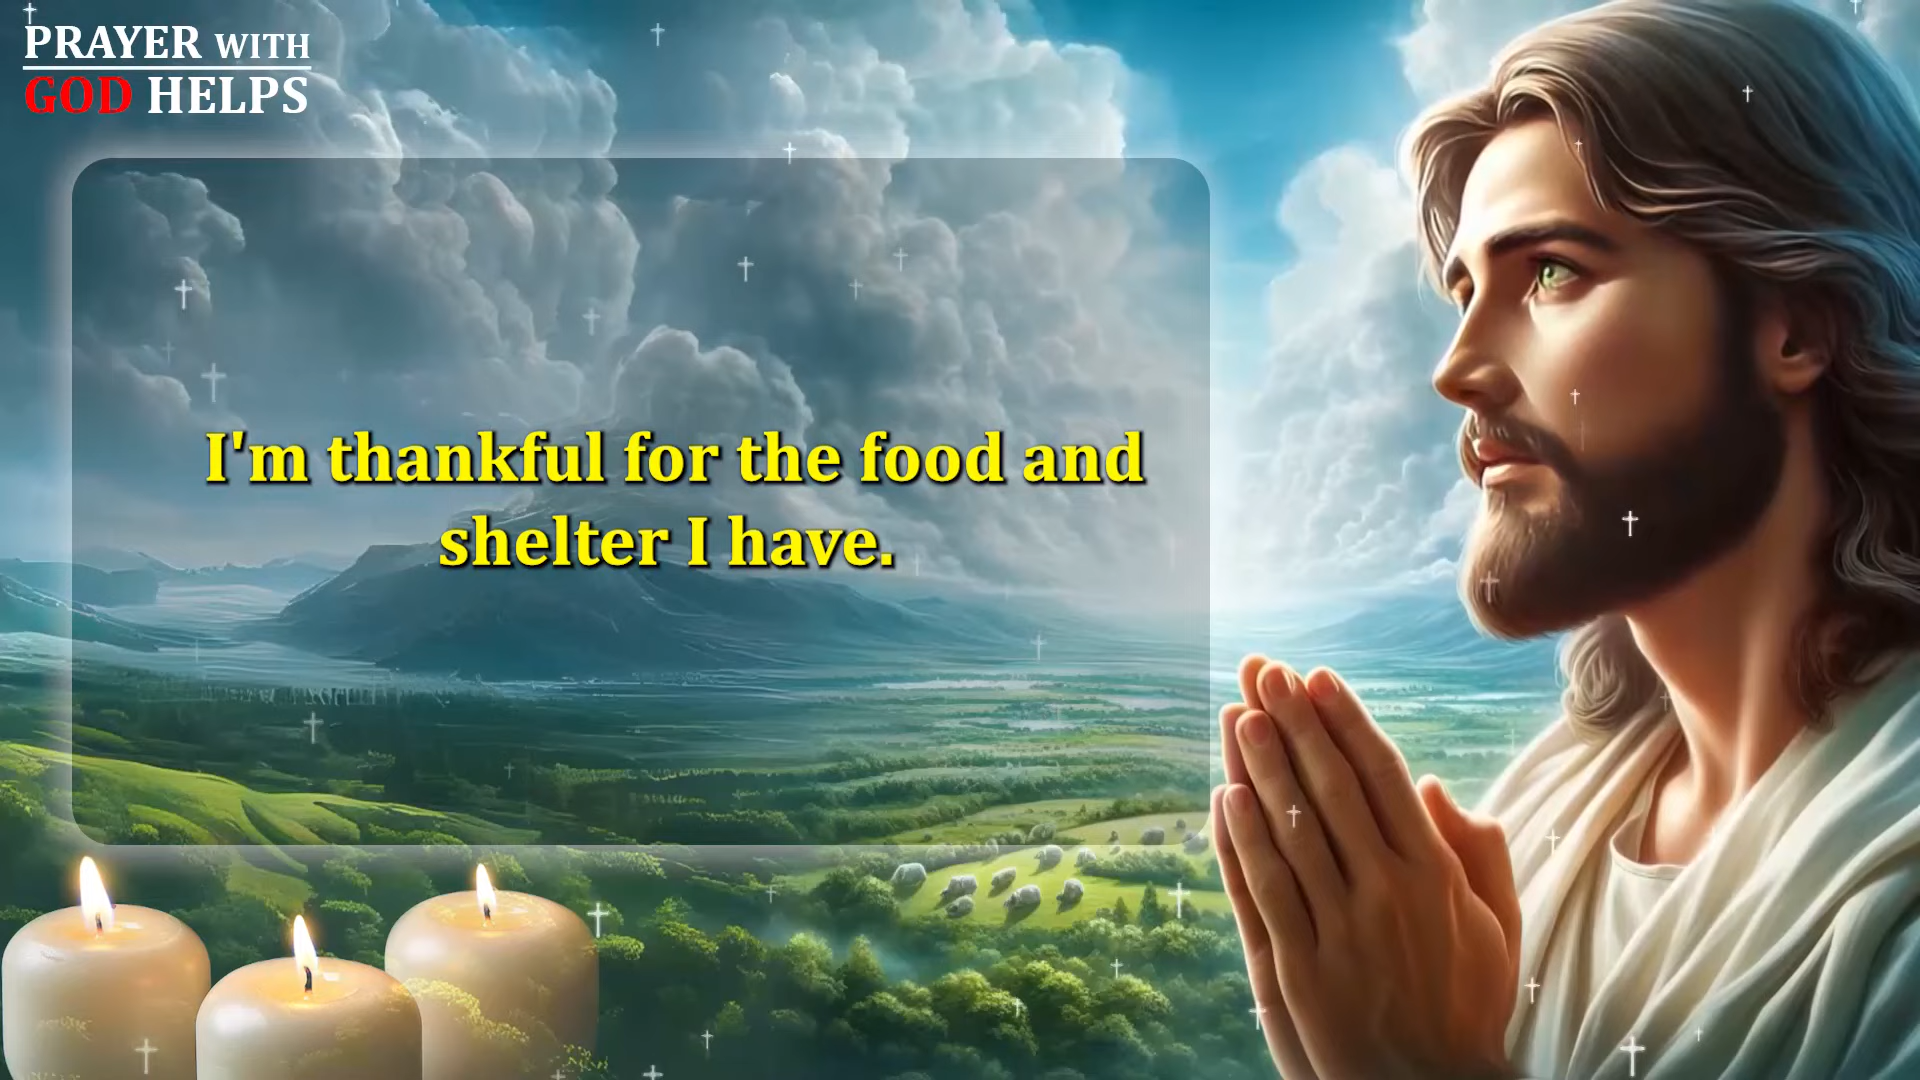 PRAYER WITH
GOD HELPS
I'm thankful for the food and
shelter I have.